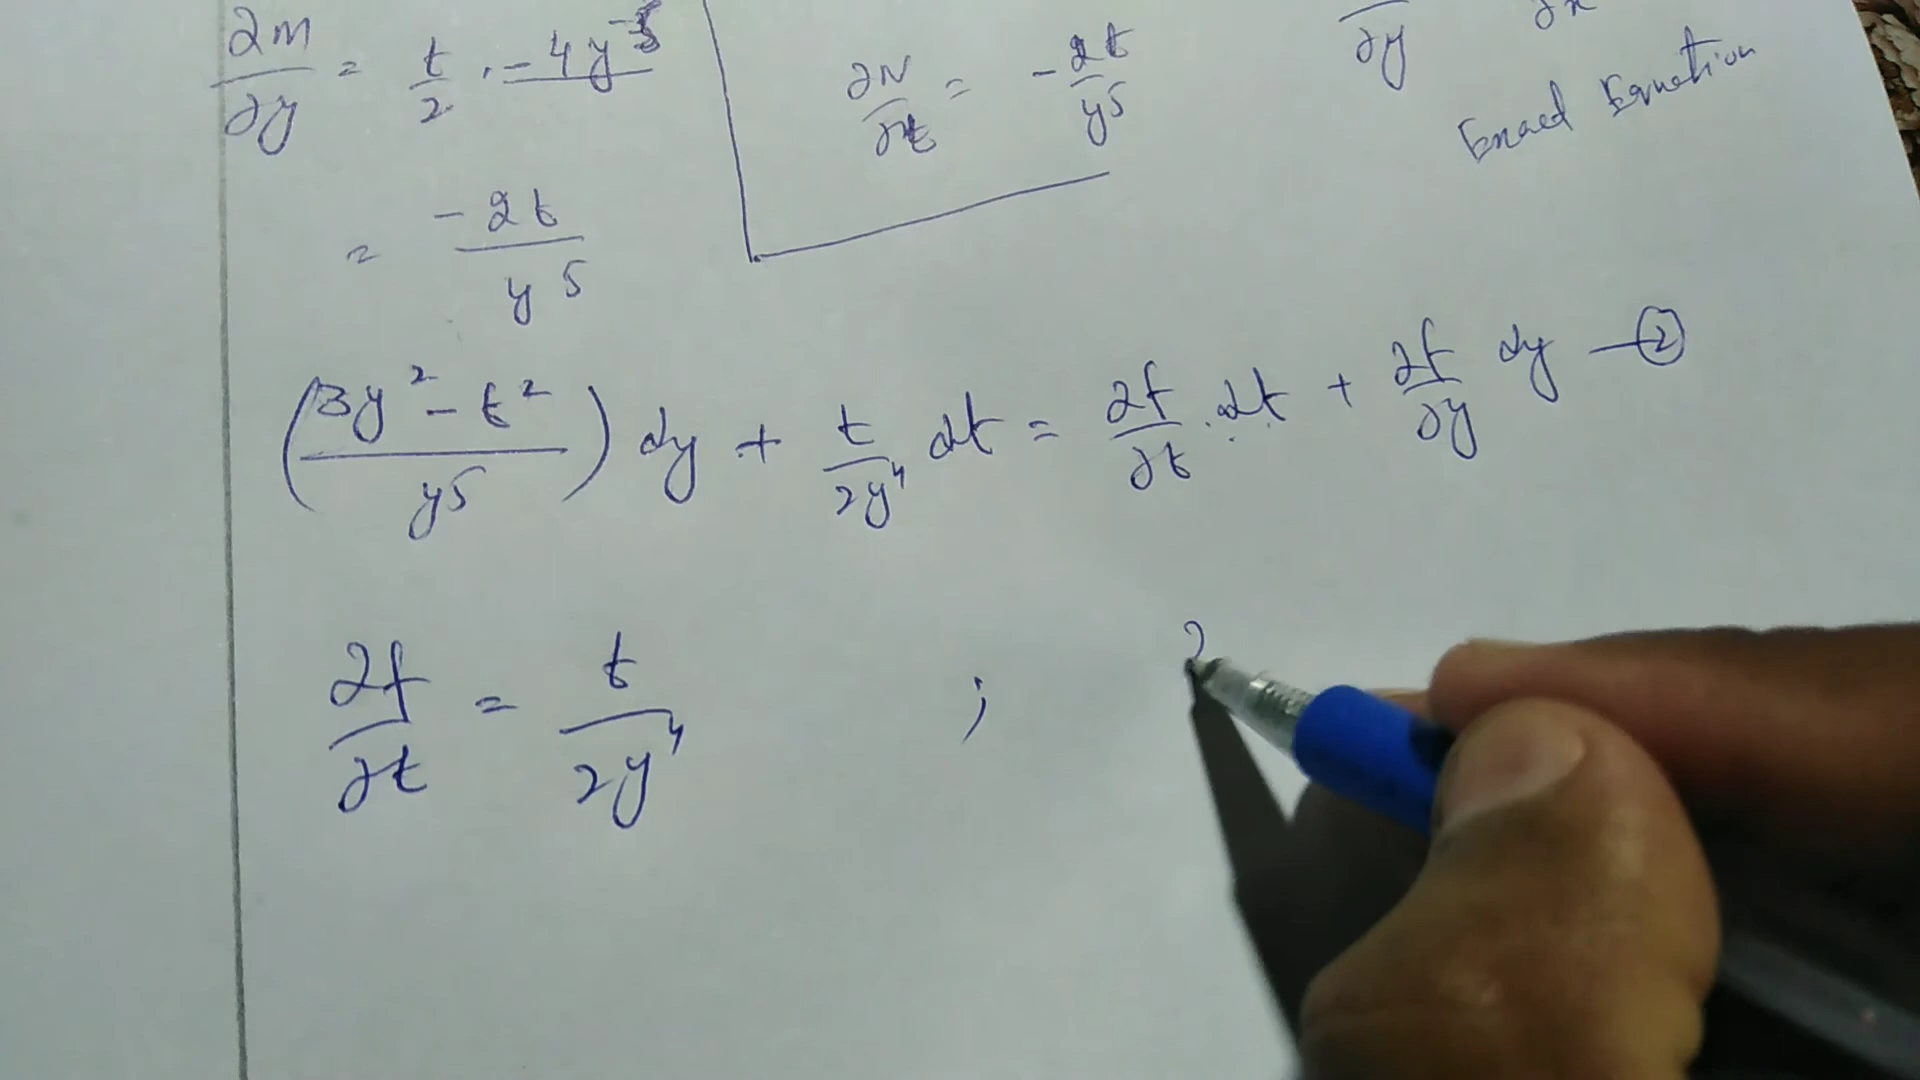 ∂m/∂y = t/2 · -4y^-5
∂N/∂t = -2t/y^5
∂y ∂x
Exact Equation
= -2t/y^5
((3y^2 - t^2)/y^5) dy + t/2y^4 dt = ∂f/∂t · dt + ∂f/∂y dy — ②
∂f/∂t = t/2y^4 ; ∂